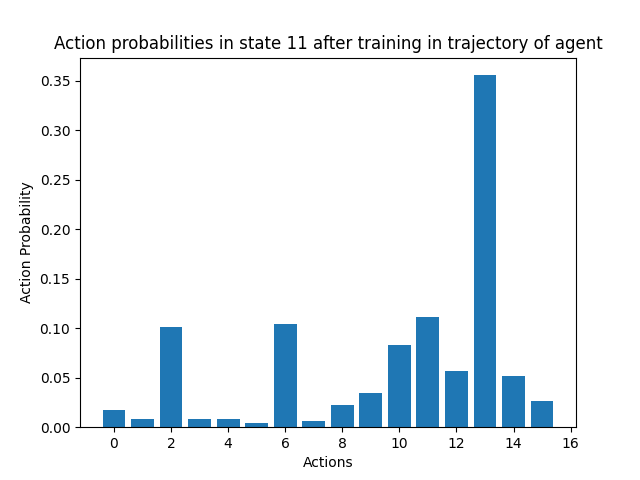 Action probabilities in state 11 after training in trajectory of agent
0.35
0.30
0.25
0.20
0.15
0.10
0.05
0.00
Action Probability
0 2 4 6 8 10 12 14 16
Actions